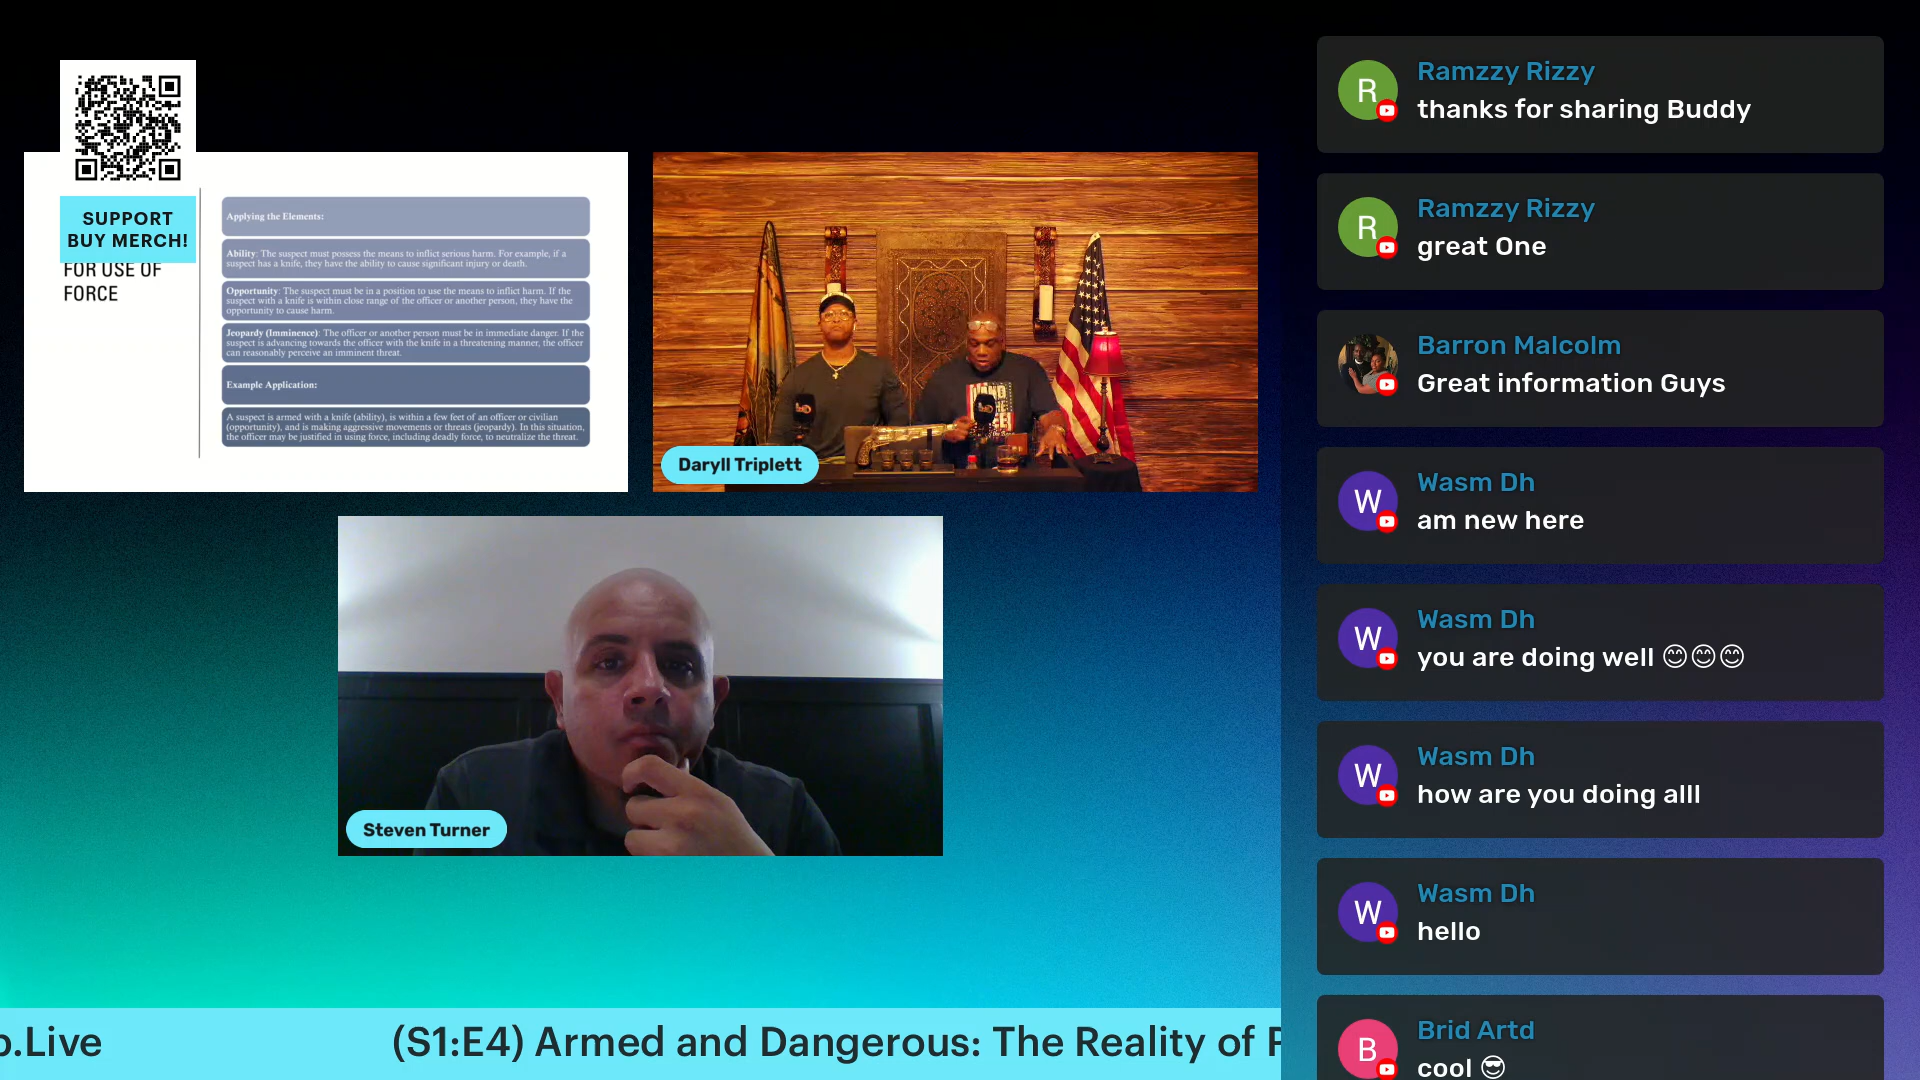 SUPPORT
BUY MERCH!
FOR USE OF
FORCE
Applying the Elements:
Ability: The suspect must possess the means to inflict serious harm. For example, if a
suspect has a knife, they have the ability to cause significant injury or death.
Opportunity: The suspect must be in a position to use the means to inflict harm. If the
suspect with a knife is within close range of the officer or another person, they have the
opportunity to cause harm.
Jeopardy (Imminence): The officer or another person must be in immediate danger. If the
suspect is advancing towards the officer with the knife in a threatening manner, the officer
can reasonably perceive an imminent threat.
Example Application:
A suspect is armed with a knife (ability), is within a few feet of an officer or civilian
(opportunity), and is making aggressive movements or threats (jeopardy). In this situation,
the officer may be justified in using force, including deadly force, to neutralize the threat.
Daryll Triplett
Steven Turner
.Live
(S1:E4) Armed and Dangerous: The Reality of
R
Ramzzy Rizzy
thanks for sharing Buddy
R
Ramzzy Rizzy
great One
Barron Malcolm
Great information Guys
W
Wasm Dh
am new here
W
Wasm Dh
you are doing well 😊😊😊
W
Wasm Dh
how are you doing alll
W
Wasm Dh
hello
B
Brid Artd
cool 😎